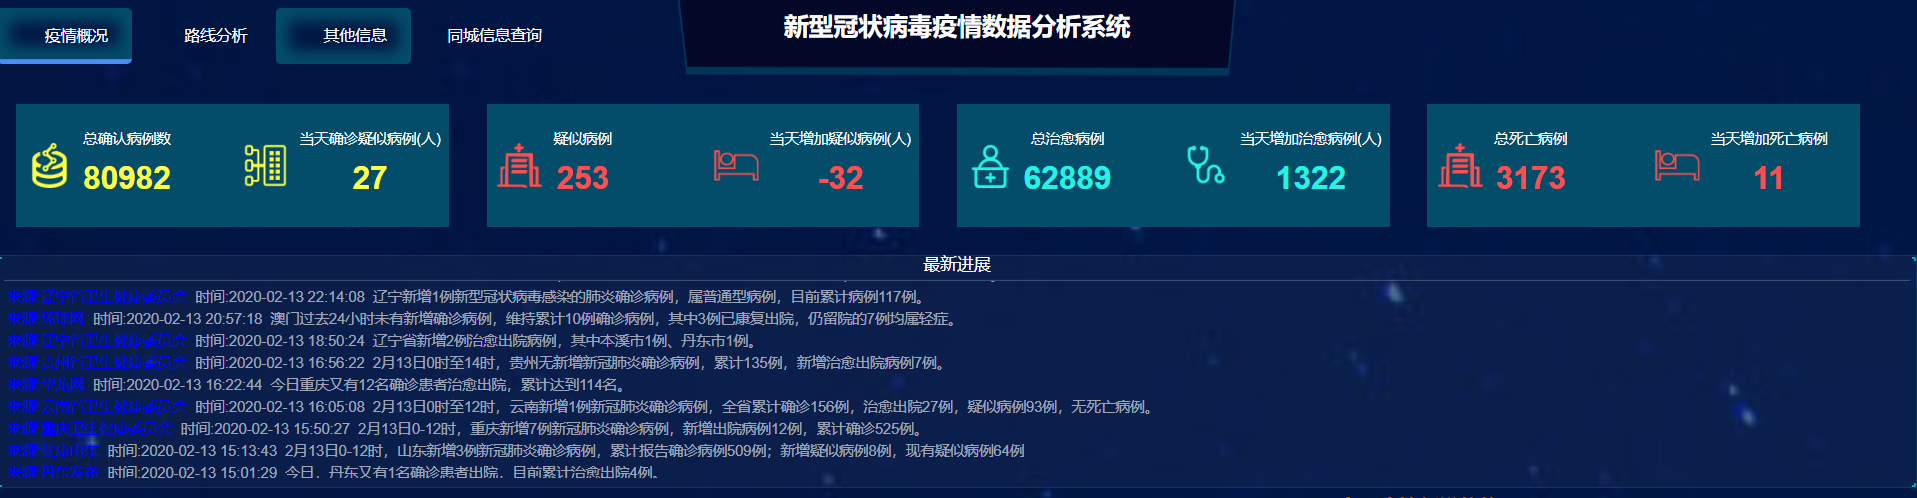 疫情概况 路线分析 其他信息 同城信息查询
新型冠状病毒疫情数据分析系统
总确认病例数 当天确诊疑似病例(人)
80982 27
疑似病例 当天增加疑似病例(人)
253 -32
总治愈病例 当天增加治愈病例(人)
62889 1322
总死亡病例 当天增加死亡病例
3173 11
最新进展
来源:辽宁省卫生健康委员会 时间:2020-02-13 22:14:08 辽宁新增1例新型冠状病毒感染的肺炎确诊病例，属普通型病例，目前累计病例117例。
来源:环球网 时间:2020-02-13 20:57:18 澳门过去24小时未有新增确诊病例，维持累计10例确诊病例，其中3例已康复出院，仍留院的7例均属轻症。
来源:辽宁省卫生健康委员会 时间:2020-02-13 18:50:24 辽宁省新增2例治愈出院病例，其中本溪市1例、丹东市1例。
来源:贵州省卫生健康委员会 时间:2020-02-13 16:56:22 2月13日0时至14时，贵州无新增新冠肺炎确诊病例，累计135例，新增治愈出院病例7例。
来源:华龙网 时间:2020-02-13 16:22:44 今日重庆又有12名确诊患者治愈出院，累计达到114名。
来源:云南省卫生健康委员会 时间:2020-02-13 16:05:08 2月13日0时至12时，云南新增1例新冠肺炎确诊病例，全省累计确诊156例，治愈出院27例，疑似病例93例，无死亡病例。
来源:重庆卫生健康委员会 时间:2020-02-13 15:50:27 2月13日0-12时，重庆新增7例新冠肺炎确诊病例，新增出院病例12例，累计确诊525例。
来源:健康山东 时间:2020-02-13 15:13:43 2月13日0-12时，山东新增3例新冠肺炎确诊病例，累计报告确诊病例509例；新增疑似病例8例，现有疑似病例64例
来源:丹东发布 时间:2020-02-13 15:01:29 今日，丹东又有1名确诊患者出院，目前累计治愈出院4例。